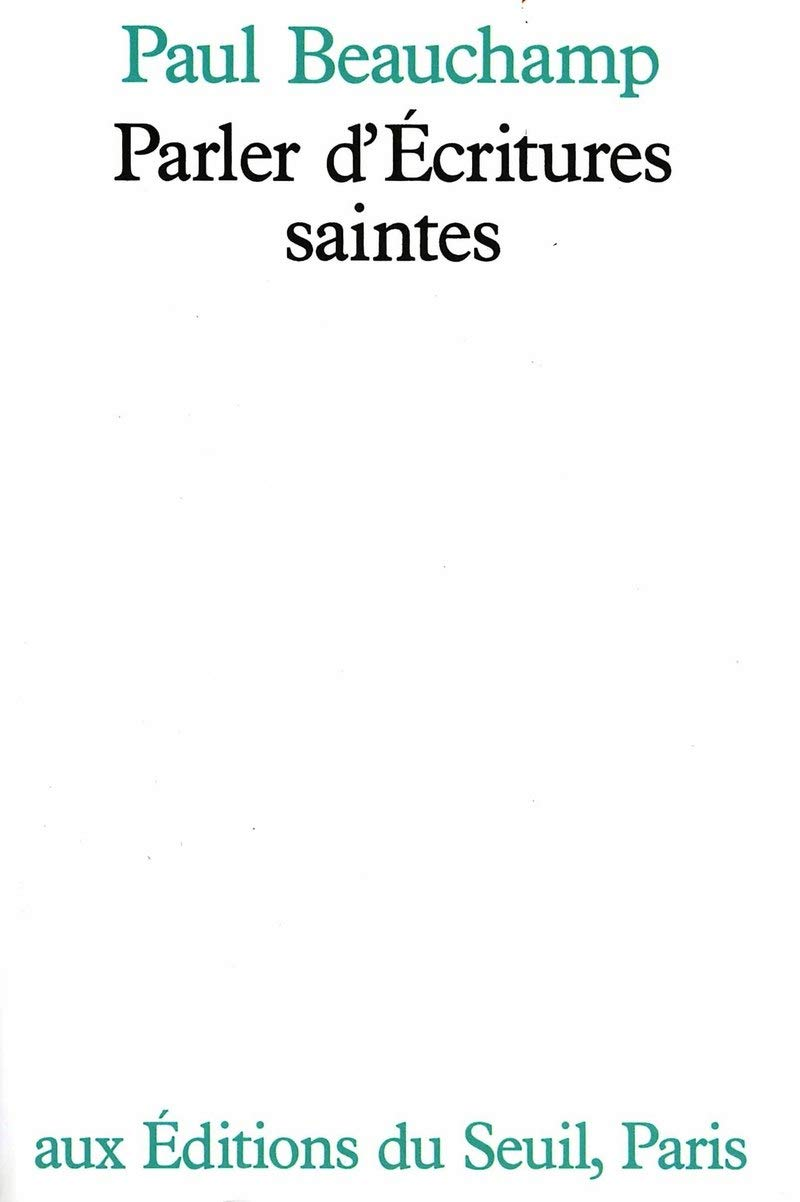 Paul Beauchamp
Parler d'Écritures
saintes
aux Éditions du Seuil, Paris